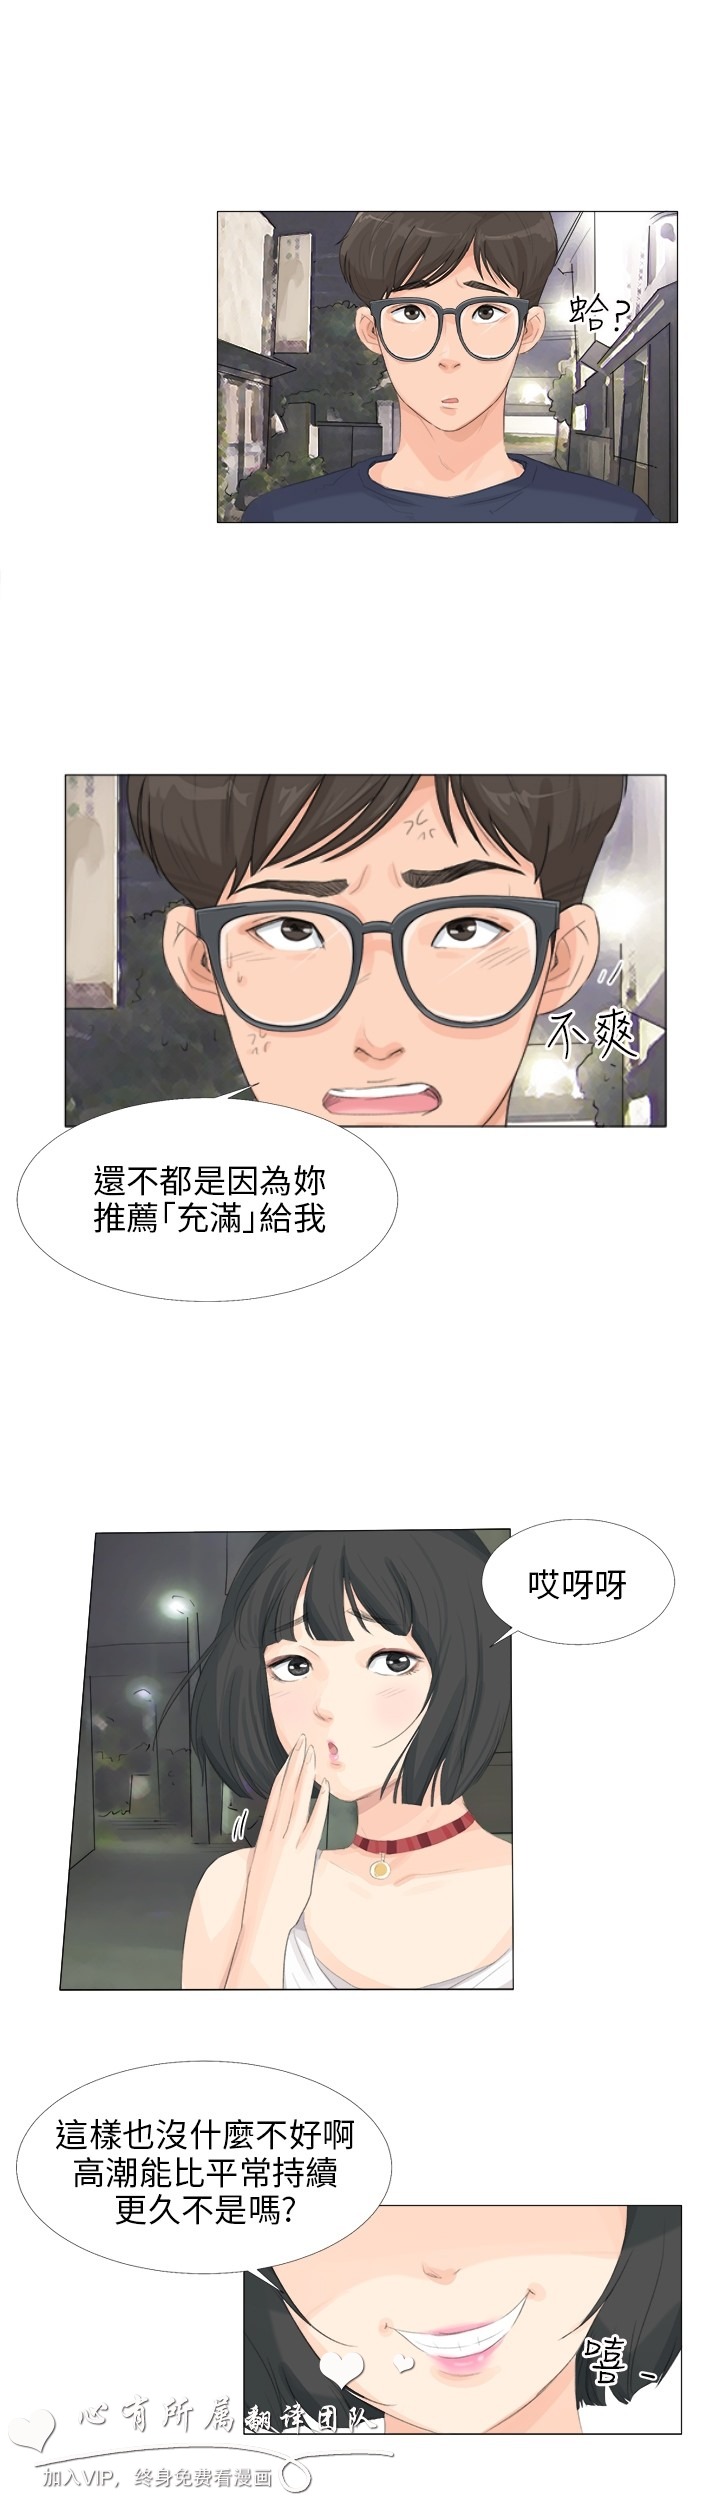 蛤?
不爽
還不都是因為妳
推薦「充滿」給我
哎呀呀
這樣也沒什麼不好啊
高潮能比平常持續
更久不是嗎?
嘻-
心有所属翻译团队
加入VIP，终身免费看漫画